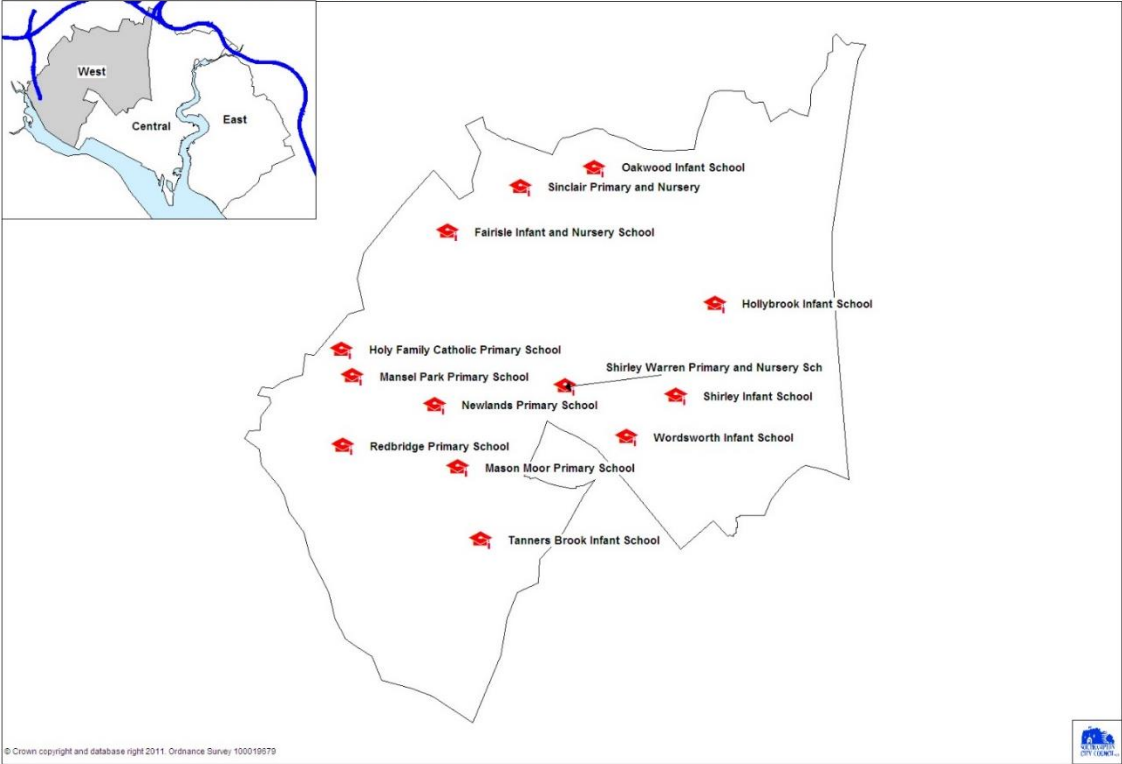 West
Central
East
Oakwood Infant School
Sinclair Primary and Nursery
Fairisle Infant and Nursery School
Hollybrook Infant School
Holy Family Catholic Primary School
Shirley Warren Primary and Nursery Sch
Mansel Park Primary School
Shirley Infant School
Newlands Primary School
Wordsworth Infant School
Redbridge Primary School
Mason Moor Primary School
Tanners Brook Infant School
© Crown copyright and database right 2011. Ordnance Survey 100019679
SOUTHAMPTON
CITY COUNCIL